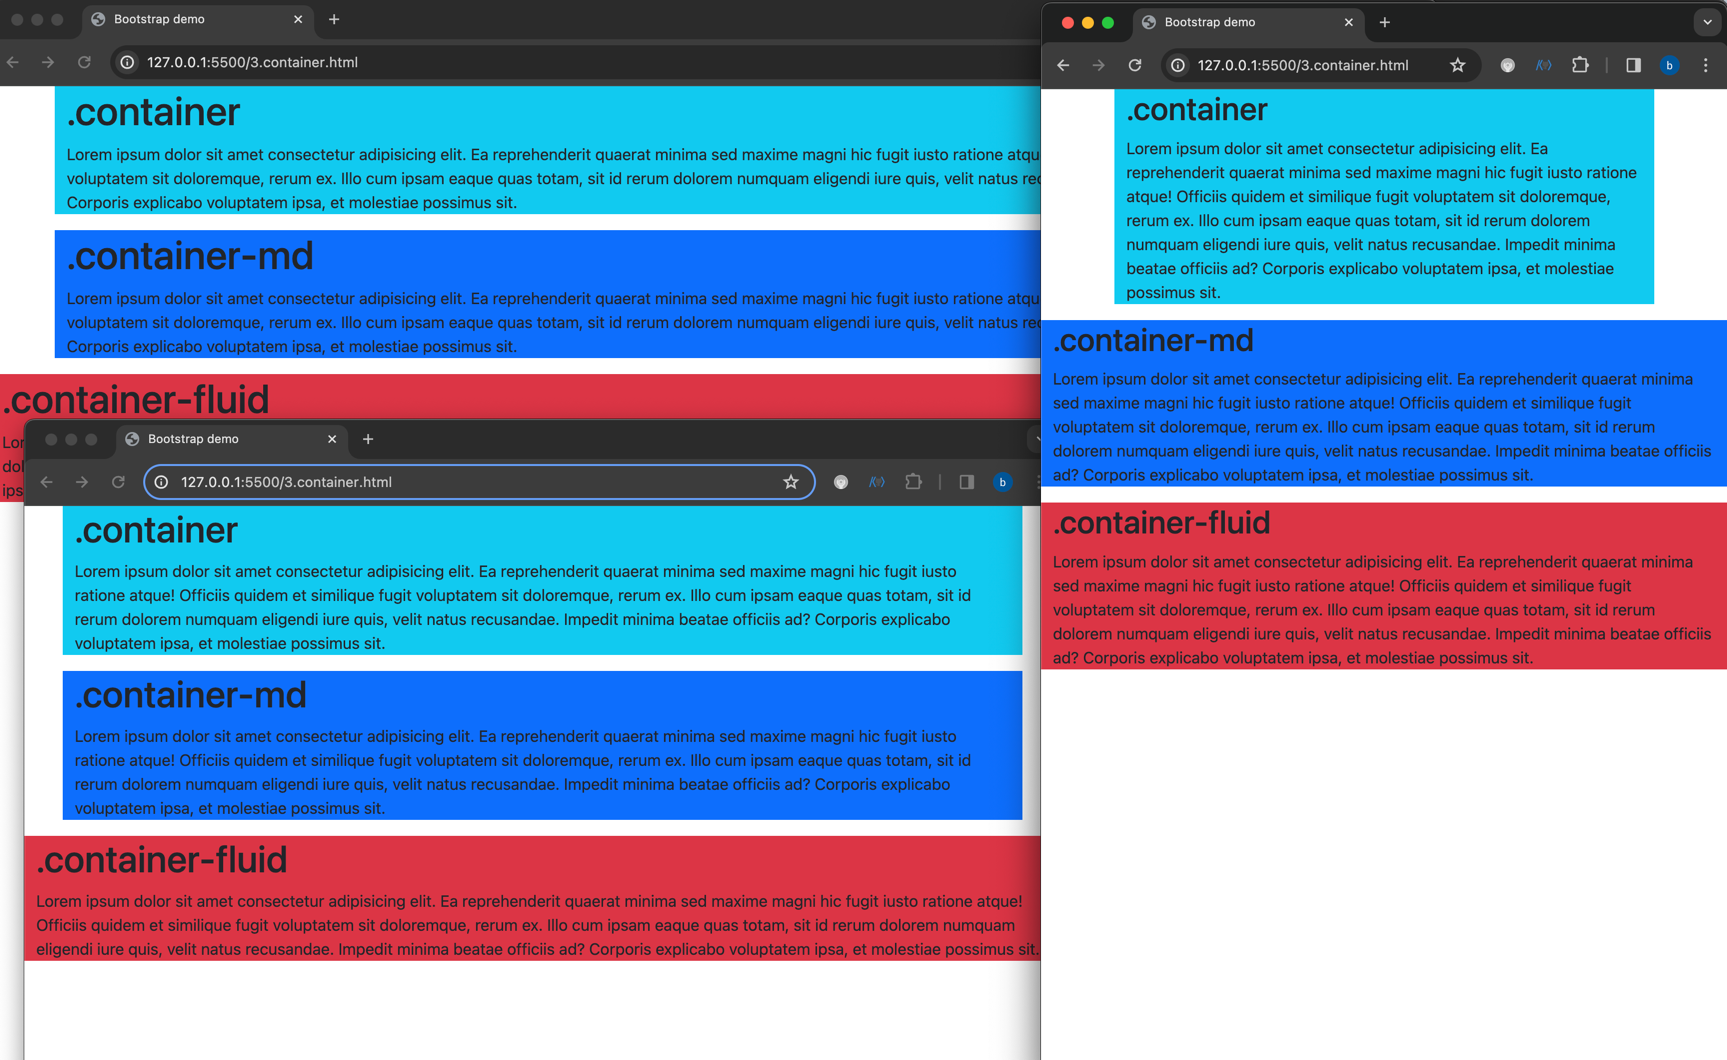 Bootstrap demo
127.0.0.1:5500/3.container.html
.container
Lorem ipsum dolor sit amet consectetur adipisicing elit. Ea reprehenderit quaerat minima sed maxime magni hic fugit iusto ratione atqu
voluptatem sit doloremque, rerum ex. Illo cum ipsam eaque quas totam, sit id rerum dolorem numquam eligendi iure quis, velit natus rec
Corporis explicabo voluptatem ipsa, et molestiae possimus sit.
.container-md
Lorem ipsum dolor sit amet consectetur adipisicing elit. Ea reprehenderit quaerat minima sed maxime magni hic fugit iusto ratione atqu
voluptatem sit doloremque, rerum ex. Illo cum ipsam eaque quas totam, sit id rerum dolorem numquam eligendi iure quis, velit natus rec
Corporis explicabo voluptatem ipsa, et molestiae possimus sit.
.container-fluid
Lor
dol
ips
Bootstrap demo
127.0.0.1:5500/3.container.html
b
.container
Lorem ipsum dolor sit amet consectetur adipisicing elit. Ea reprehenderit quaerat minima sed maxime magni hic fugit iusto
ratione atque! Officiis quidem et similique fugit voluptatem sit doloremque, rerum ex. Illo cum ipsam eaque quas totam, sit id
rerum dolorem numquam eligendi iure quis, velit natus recusandae. Impedit minima beatae officiis ad? Corporis explicabo
voluptatem ipsa, et molestiae possimus sit.
.container-md
Lorem ipsum dolor sit amet consectetur adipisicing elit. Ea reprehenderit quaerat minima sed maxime magni hic fugit iusto
ratione atque! Officiis quidem et similique fugit voluptatem sit doloremque, rerum ex. Illo cum ipsam eaque quas totam, sit id
rerum dolorem numquam eligendi iure quis, velit natus recusandae. Impedit minima beatae officiis ad? Corporis explicabo
voluptatem ipsa, et molestiae possimus sit.
.container-fluid
Lorem ipsum dolor sit amet consectetur adipisicing elit. Ea reprehenderit quaerat minima sed maxime magni hic fugit iusto ratione atque!
Officiis quidem et similique fugit voluptatem sit doloremque, rerum ex. Illo cum ipsam eaque quas totam, sit id rerum dolorem numquam
eligendi iure quis, velit natus recusandae. Impedit minima beatae officiis ad? Corporis explicabo voluptatem ipsa, et molestiae possimus sit.
Bootstrap demo
127.0.0.1:5500/3.container.html
b
.container
Lorem ipsum dolor sit amet consectetur adipisicing elit. Ea
reprehenderit quaerat minima sed maxime magni hic fugit iusto ratione
atque! Officiis quidem et similique fugit voluptatem sit doloremque,
rerum ex. Illo cum ipsam eaque quas totam, sit id rerum dolorem
numquam eligendi iure quis, velit natus recusandae. Impedit minima
beatae officiis ad? Corporis explicabo voluptatem ipsa, et molestiae
possimus sit.
.container-md
Lorem ipsum dolor sit amet consectetur adipisicing elit. Ea reprehenderit quaerat minima
sed maxime magni hic fugit iusto ratione atque! Officiis quidem et similique fugit
voluptatem sit doloremque, rerum ex. Illo cum ipsam eaque quas totam, sit id rerum
dolorem numquam eligendi iure quis, velit natus recusandae. Impedit minima beatae officiis
ad? Corporis explicabo voluptatem ipsa, et molestiae possimus sit.
.container-fluid
Lorem ipsum dolor sit amet consectetur adipisicing elit. Ea reprehenderit quaerat minima
sed maxime magni hic fugit iusto ratione atque! Officiis quidem et similique fugit
voluptatem sit doloremque, rerum ex. Illo cum ipsam eaque quas totam, sit id rerum
dolorem numquam eligendi iure quis, velit natus recusandae. Impedit minima beatae officiis
ad? Corporis explicabo voluptatem ipsa, et molestiae possimus sit.